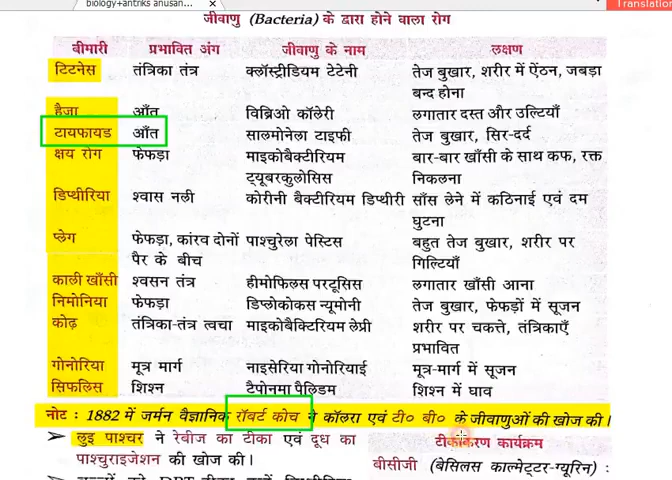 biology+antriks anusan...
Translation
जीवाणु (Bacteria) के द्वारा होने वाला रोग
बीमारी प्रभावित अंग जीवाणु के नाम लक्षण
टिटनेस तंत्रिका तंत्र क्लॉस्ट्रीडियम टेटेनी तेज बुखार, शरीर में ऐंठन, जबड़ा
बन्द होना
हैजा आँत विब्रिओ कॉलेरी लगातार दस्त और उल्टियाँ
टायफायड आँत सालमोनेला टाइफी तेज बुखार, सिर-दर्द
क्षय रोग फेफड़ा माइकोबैक्टीरियम बार-बार खाँसी के साथ कफ, रक्त
ट्यूबरकुलोसिस निकलना
डिप्थीरिया श्वास नली कोरीनी बैक्टीरियम डिप्थीरी साँस लेने में कठिनाई एवं दम
घुटना
प्लेग फेफड़ा, कांरव दोनों पाश्चुरेला पेस्टिस बहुत तेज बुखार, शरीर पर
पैर के बीच गिल्टियाँ
काली खाँसी श्वसन तंत्र हीमोफिलस परटूसिस लगातार खाँसी आना
निमोनिया फेफड़ा डिप्लोकोकस न्यूमोनी तेज बुखार, फेफड़ों में सूजन
कोढ़ तंत्रिका-तंत्र त्वचा माइकोबैक्टिरियम लेप्री शरीर पर चकत्ते, तंत्रिकाएँ
प्रभावित
गोनोरिया मूत्र मार्ग नाइसेरिया गोनोरियाई मूत्र-मार्ग में सूजन
सिफलिस शिश्न टैपोनमा पैलिडम शिश्न में घाव
नोट : 1882 में जर्मन वैज्ञानिक रॉबर्ट कोच ने कॉलरा एवं टी० बी० के जीवाणुओं की खोज की।
➤ लुइ पाश्चर ने रेबीज का टीका एवं दूध का
पाश्चुराइजेशन की खोज की।
टीकाकरण कार्यक्रम
बीसीजी (बेसिलस काल्मेट्टर-ग्यूरिन) :